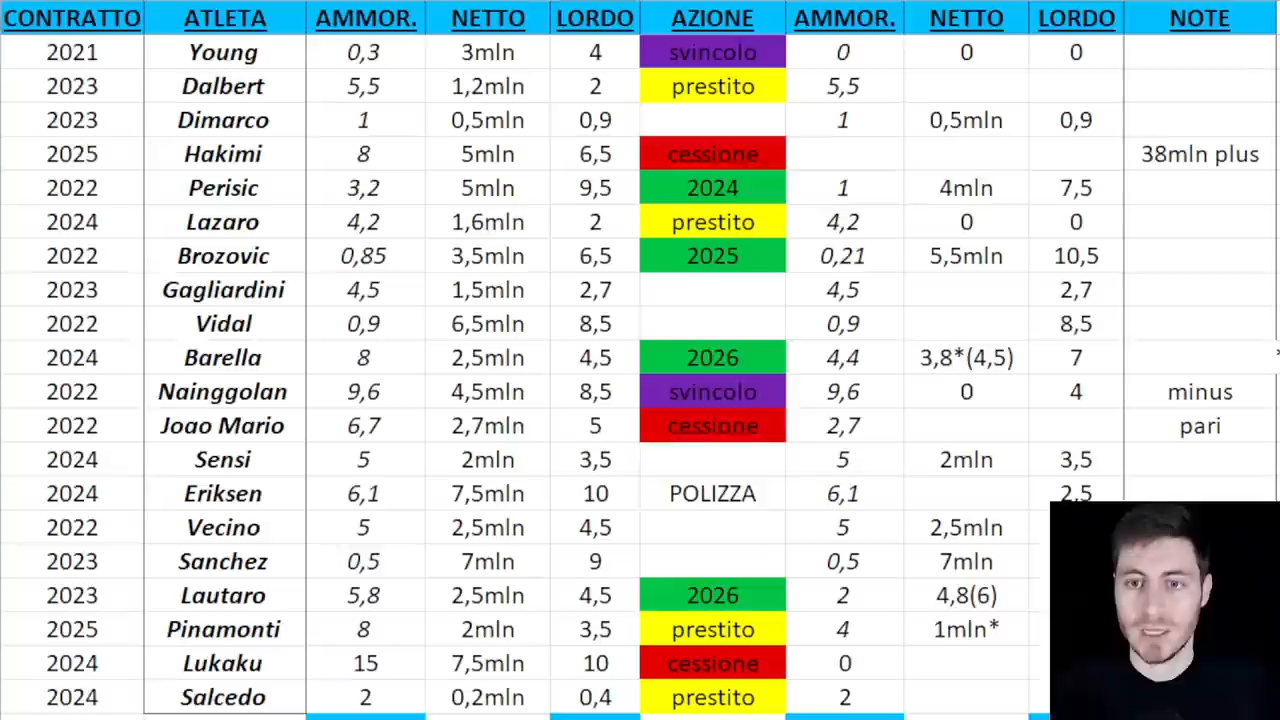 CONTRATTO ATLETA AMMOR. NETTO LORDO AZIONE AMMOR. NETTO LORDO NOTE
2021 Young 0,3 3mln 4 svincolo 0 0 0
2023 Dalbert 5,5 1,2mln 2 prestito 5,5
2023 Dimarco 1 0,5mln 0,9 1 0,5mln 0,9
2025 Hakimi 8 5mln 6,5 cessione 38mln plus
2022 Perisic 3,2 5mln 9,5 2024 1 4mln 7,5
2024 Lazaro 4,2 1,6mln 2 prestito 4,2 0 0
2022 Brozovic 0,85 3,5mln 6,5 2025 0,21 5,5mln 10,5
2023 Gagliardini 4,5 1,5mln 2,7 4,5 2,7
2022 Vidal 0,9 6,5mln 8,5 0,9 8,5
2024 Barella 8 2,5mln 4,5 2026 4,4 3,8*(4,5) 7
2022 Nainggolan 9,6 4,5mln 8,5 svincolo 9,6 0 4 minus
2022 Joao Mario 6,7 2,7mln 5 cessione 2,7 pari
2024 Sensi 5 2mln 3,5 5 2mln 3,5
2024 Eriksen 6,1 7,5mln 10 POLIZZA 6,1 2,5
2022 Vecino 5 2,5mln 4,5 5 2,5mln
2023 Sanchez 0,5 7mln 9 0,5 7mln
2023 Lautaro 5,8 2,5mln 4,5 2026 2 4,8(6)
2025 Pinamonti 8 2mln 3,5 prestito 4 1mln*
2024 Lukaku 15 7,5mln 10 cessione 0
2024 Salcedo 2 0,2mln 0,4 prestito 2